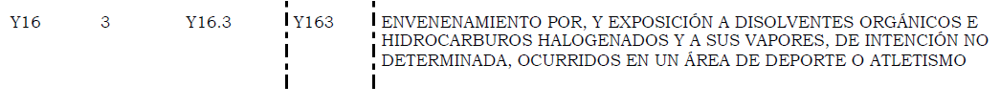 Y16 3 Y16.3 Y163 ENVENENAMIENTO POR, Y EXPOSICIÓN A DISOLVENTES ORGÁNICOS E
HIDROCARBUROS HALOGENADOS Y A SUS VAPORES, DE INTENCIÓN NO
DETERMINADA, OCURRIDOS EN UN ÁREA DE DEPORTE O ATLETISMO